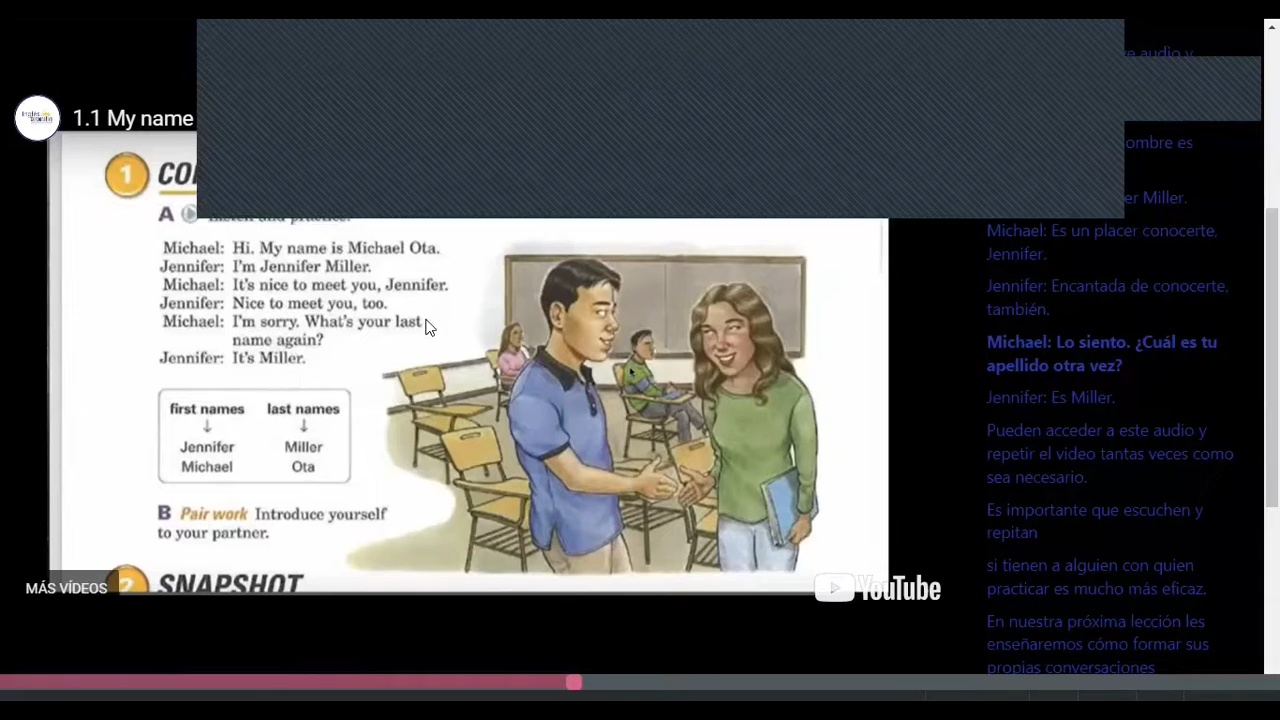 1.1 My name
1
A
Michael: Hi. My name is Michael Ota.
Jennifer: I'm Jennifer Miller.
Michael: It's nice to meet you, Jennifer.
Jennifer: Nice to meet you, too.
Michael: I'm sorry. What's your last
name again?
Jennifer: It's Miller.
first names last names
↓ ↓
Jennifer Miller
Michael Ota
B Pair work Introduce yourself
to your partner.
2 SNAPSHOT
MÁS VÍDEOS
YouTube
audio y
ombre es
er Miller.
Michael: Es un placer conocerte,
Jennifer.
Jennifer: Encantada de conocerte,
también.
Michael: Lo siento. ¿Cuál es tu
apellido otra vez?
Jennifer: Es Miller.
Pueden acceder a este audio y
repetir el video tantas veces como
sea necesario.
Es importante que escuchen y
repitan
si tienen a alguien con quien
practicar es mucho más eficaz.
En nuestra próxima lección les
enseñaremos cómo formar sus
propias conversaciones